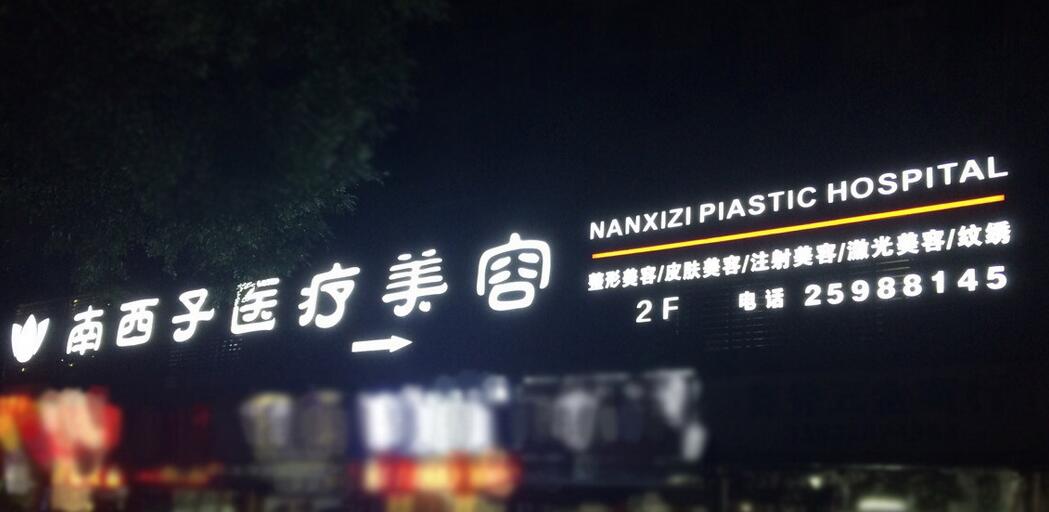 南西子医疗美容
NANXIZI PIASTIC HOSPITAL
整形美容/皮肤美容/注射美容/激光美容/纹绣
2F 电话 25988145